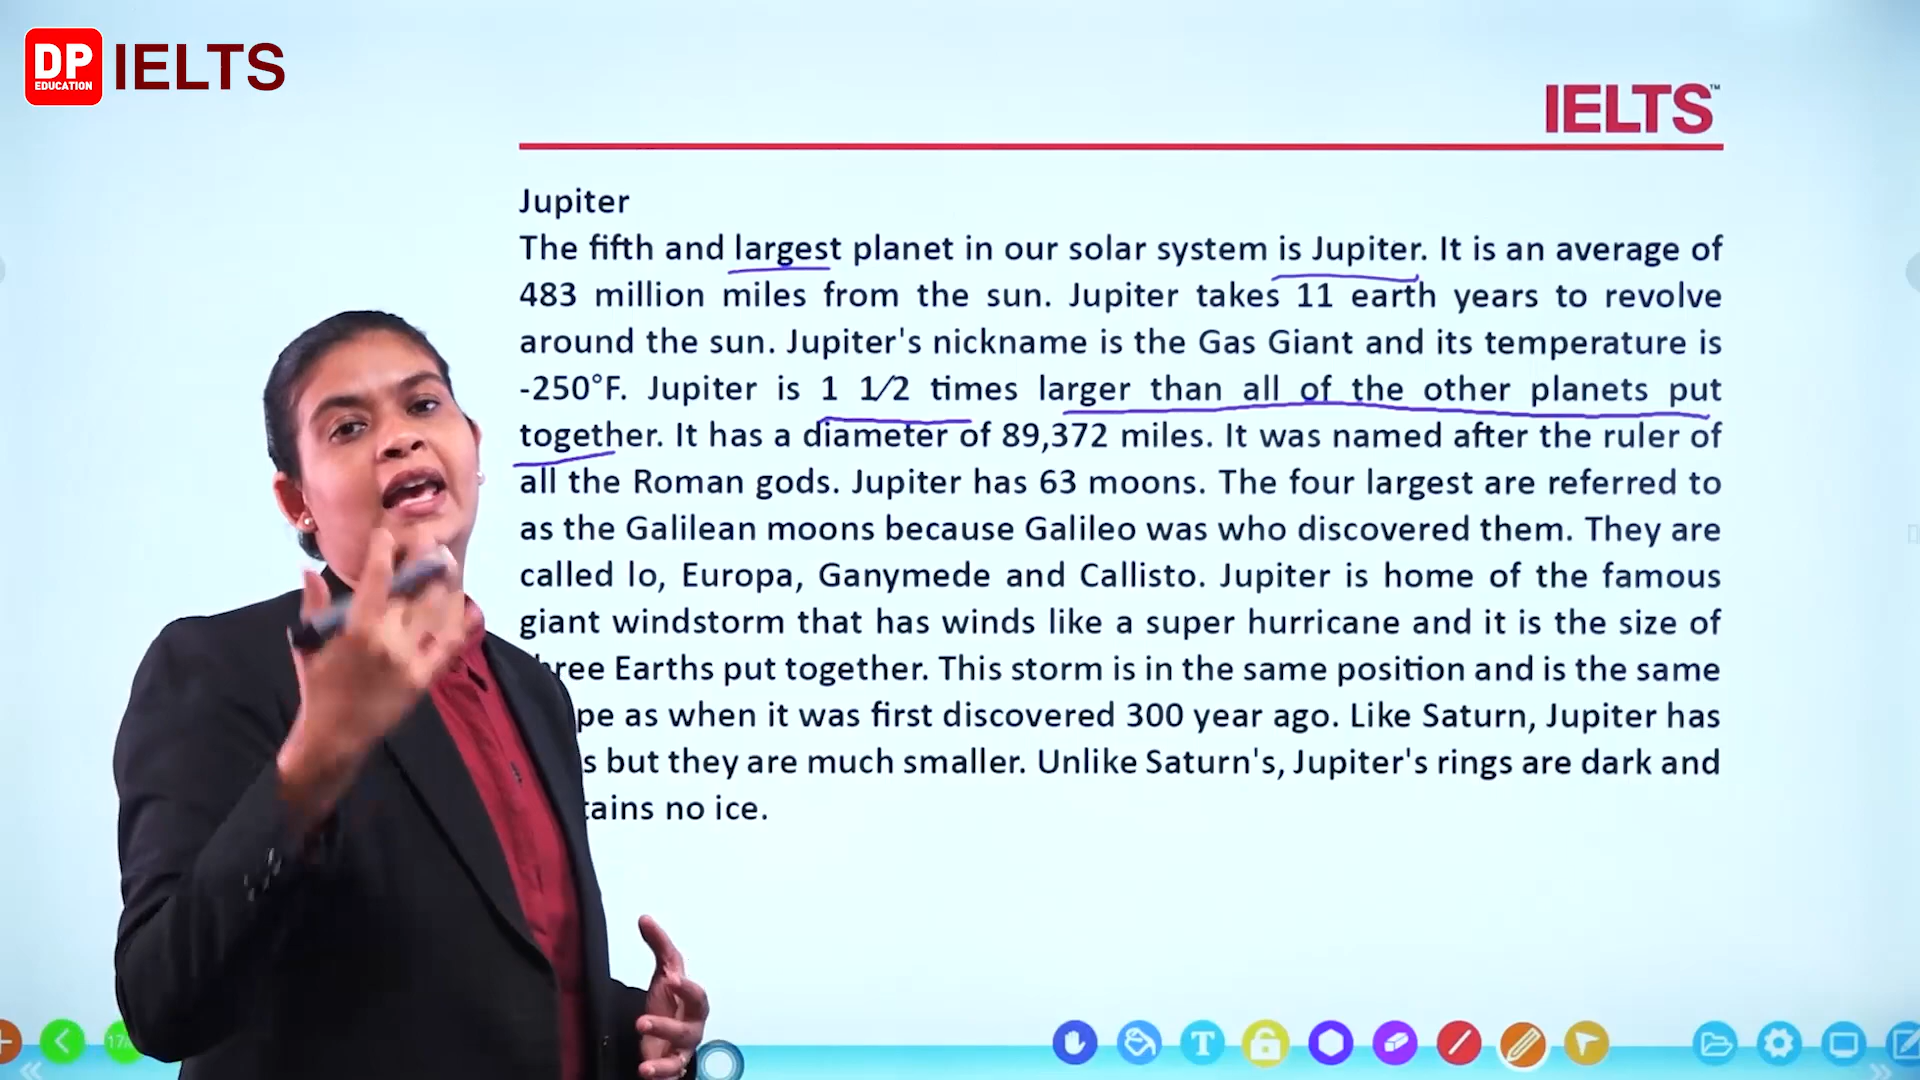 DP
EDUCATION
IELTS
IELTS™
Jupiter
The fifth and largest planet in our solar system is Jupiter. It is an average of
483 million miles from the sun. Jupiter takes 11 earth years to revolve
around the sun. Jupiter's nickname is the Gas Giant and its temperature is
-250°F. Jupiter is 1 1/2 times larger than all of the other planets put
together. It has a diameter of 89,372 miles. It was named after the ruler of
all the Roman gods. Jupiter has 63 moons. The four largest are referred to
as the Galilean moons because Galileo was who discovered them. They are
called lo, Europa, Ganymede and Callisto. Jupiter is home of the famous
giant windstorm that has winds like a super hurricane and it is the size of
Earths put together. This storm is in the same position and is the same
as when it was first discovered 300 year ago. Like Saturn, Jupiter has
but they are much smaller. Unlike Saturn's, Jupiter's rings are dark and
no ice.
T